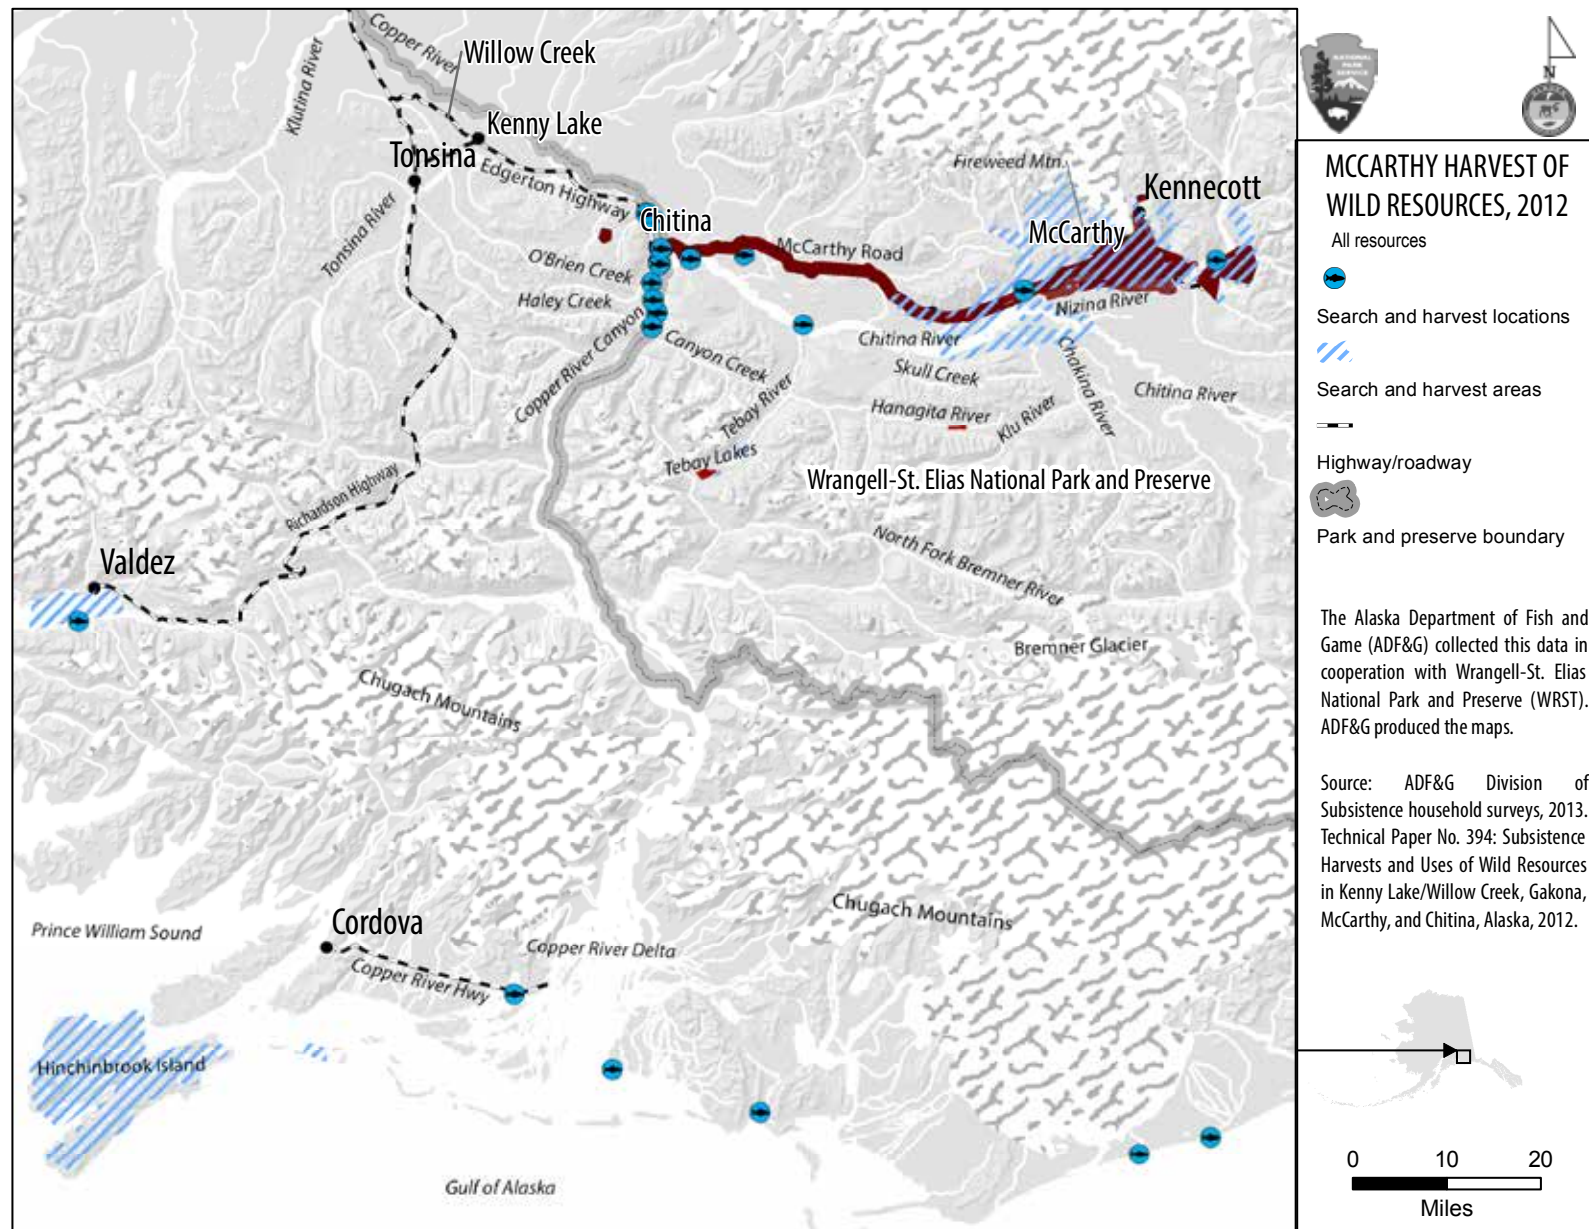 Copper River
Willow Creek
Klutina River
Kenny Lake
Tonsina
Edgerton Highway
Fireweed Mtn.
Kennecott
Chitina
McCarthy
McCarthy Road
Tonsina River
O'Brien Creek
Haley Creek
Nizina River
Copper River Canyon
Canyon Creek
Chitina River
Skull Creek
Chakina River
Chitina River
Tebay River
Hanagita River
Klu River
Tebay Lakes
Wrangell-St. Elias National Park and Preserve
Richardson Highway
Valdez
North Fork Bremner River
Bremner Glacier
Chugach Mountains
Chugach Mountains
Cordova
Prince William Sound
Copper River Delta
Copper River Hwy
Hinchinbrook Island
Gulf of Alaska
NATIONAL
PARK
SERVICE
N
MCCARTHY HARVEST OF
WILD RESOURCES, 2012
All resources
Search and harvest locations
Search and harvest areas
Highway/roadway
Park and preserve boundary
The Alaska Department of Fish and
Game (ADF&G) collected this data in
cooperation with Wrangell-St. Elias
National Park and Preserve (WRST).
ADF&G produced the maps.
Source: ADF&G Division of
Subsistence household surveys, 2013.
Technical Paper No. 394: Subsistence
Harvests and Uses of Wild Resources
in Kenny Lake/Willow Creek, Gakona,
McCarthy, and Chitina, Alaska, 2012.
0 10 20
Miles